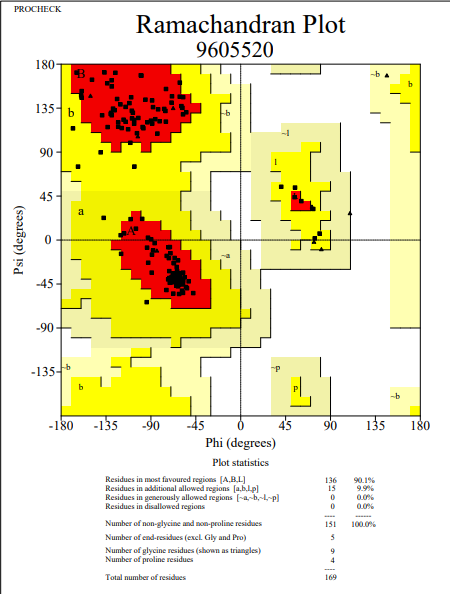 PROCHECK
Ramachandran Plot
9605520
180
135
90
45
0
-45
-90
-135
Psi (degrees)
B
b
~b
~b
b
~l
l
a
A
~a
~b
b
~p
p
~b
-180 -135 -90 -45 0 45 90 135 180
Phi (degrees)
Plot statistics
Residues in most favoured regions [A,B,L] 136 90.1%
Residues in additional allowed regions [a,b,l,p] 15 9.9%
Residues in generously allowed regions [~a,~b,~l,~p] 0 0.0%
Residues in disallowed regions 0 0.0%
---- ------
Number of non-glycine and non-proline residues 151 100.0%
Number of end-residues (excl. Gly and Pro) 5
Number of glycine residues (shown as triangles) 9
Number of proline residues 4
----
Total number of residues 169